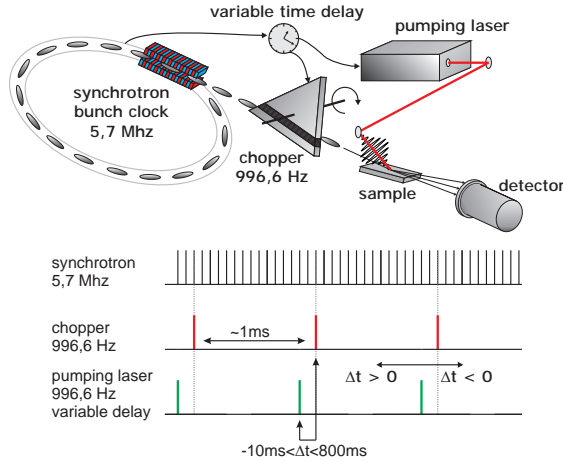 variable time delay
pumping laser
synchrotron
bunch clock
5,7 Mhz
chopper
996,6 Hz
sample
detector
synchrotron
5,7 Mhz
chopper
996,6 Hz
~1ms
pumping laser
996,6 Hz
variable delay
Δt > 0
Δt < 0
-10ms<Δt<800ms